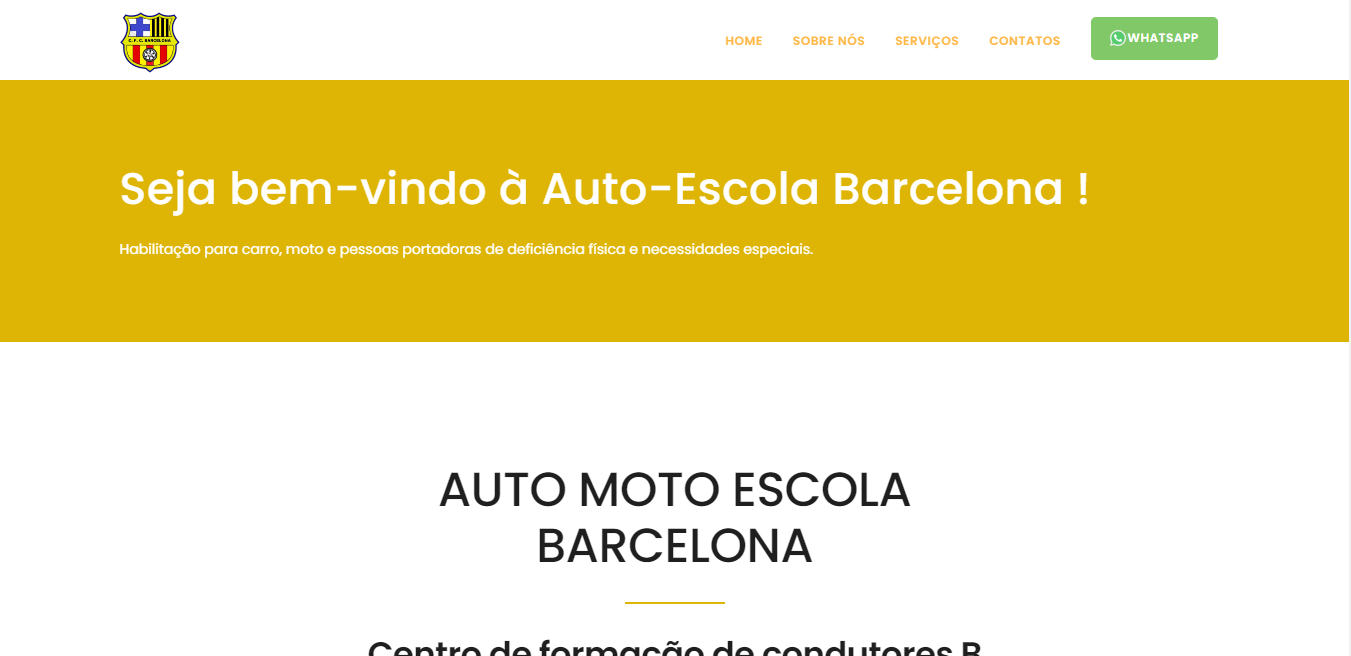 C. F. C. BARCELONA
HOME SOBRE NÓS SERVIÇOS CONTATOS WHATSAPP
Seja bem-vindo à Auto-Escola Barcelona !
Habilitação para carro, moto e pessoas portadoras de deficiência física e necessidades especiais.
AUTO MOTO ESCOLA
BARCELONA
Centro de formação de condutores B